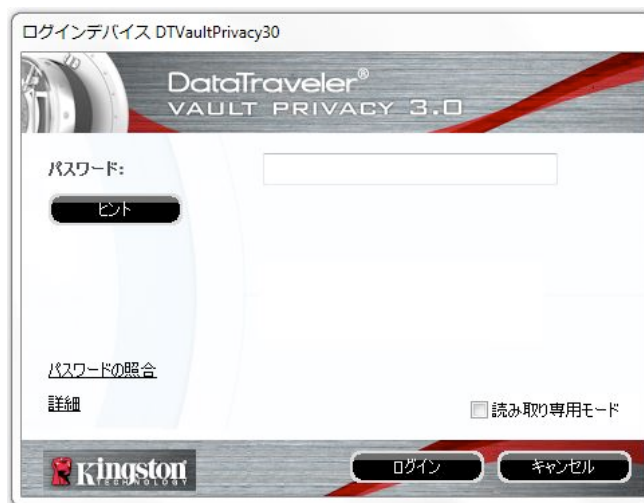 ログインデバイス DTVaultPrivacy30
DataTraveler®
VAULT PRIVACY 3.0
パスワード:
ヒント
パスワードの照合
詳細
読み取り専用モード
Kingston
TECHNOLOGY
ログイン
キャンセル